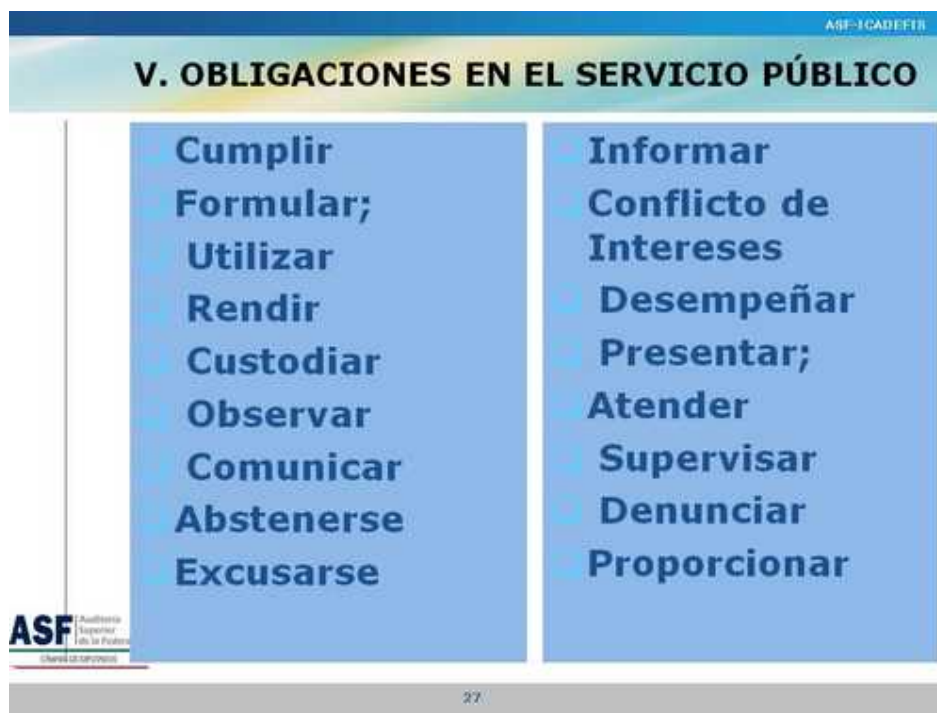 ASF-ICADEFIS
V. OBLIGACIONES EN EL SERVICIO PÚBLICO
Cumplir
Formular;
Utilizar
Rendir
Custodiar
Observar
Comunicar
Abstenerse
Excusarse
Informar
Conflicto de
Intereses
Desempeñar
Presentar;
Atender
Supervisar
Denunciar
Proporcionar
ASF
Auditoría
Superior
de la Federa
27